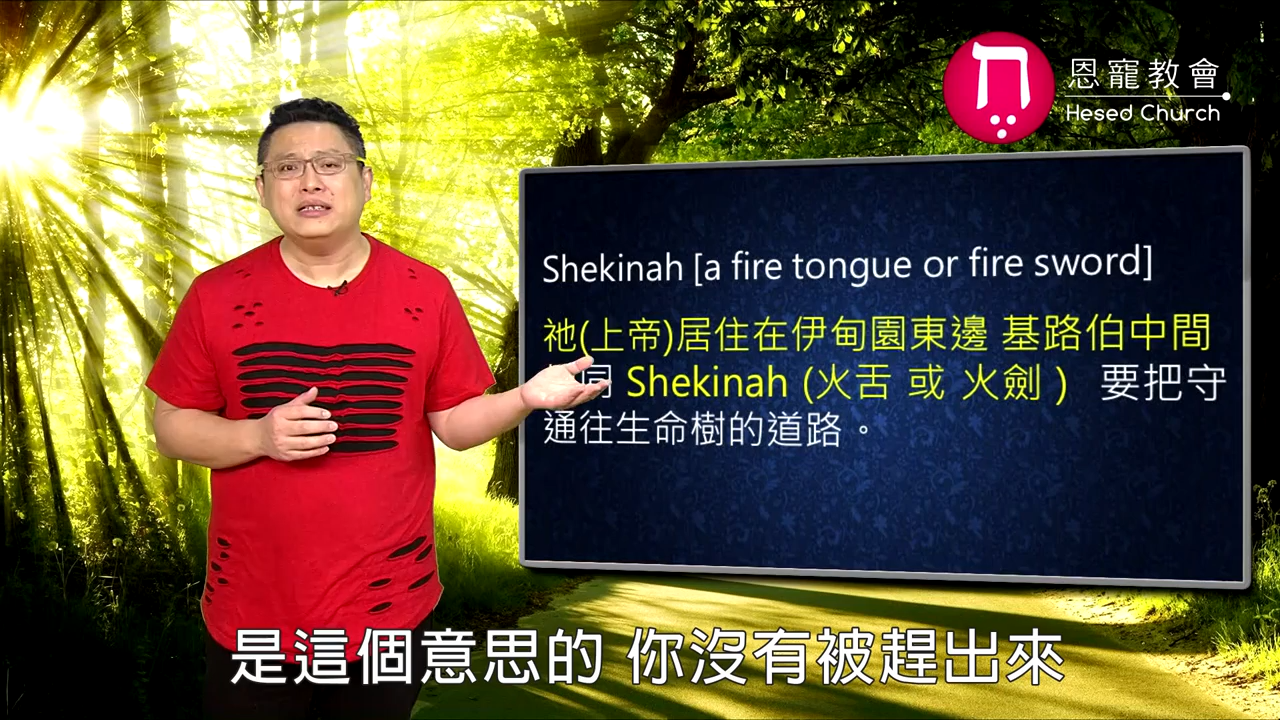 恩寵教會
Hesed Church
Shekinah [a fire tongue or fire sword]
祂(上帝)居住在伊甸園東邊 基路伯中間
同 Shekinah (火舌 或 火劍 ) 要把守
通往生命樹的道路。
是這個意思的 你沒有被趕出來